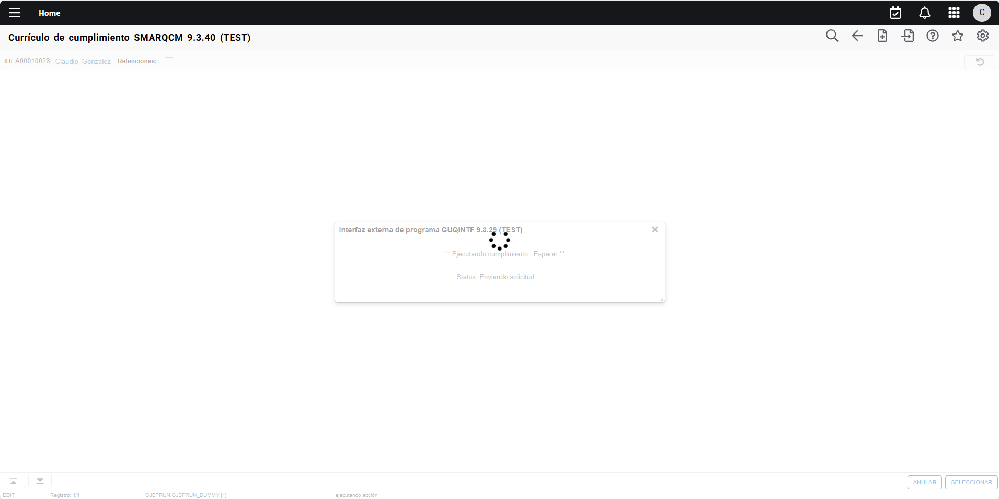 Home
C
Currículo de cumplimiento SMARQCM 9.3.40 (TEST)
ID: A00010028 Claudio, Gonzalez Retenciones:
Interfaz externa de programa GUQINTF 9.3.29 (TEST)
** Ejecutando cumplimiento...Esperar **
Status: Enviando solicitud.
ANULAR SELECCIONAR
EDIT Registro: 1/1 GJBPRUN.GJBPRUN_DUMMY [1] ejecutando acción